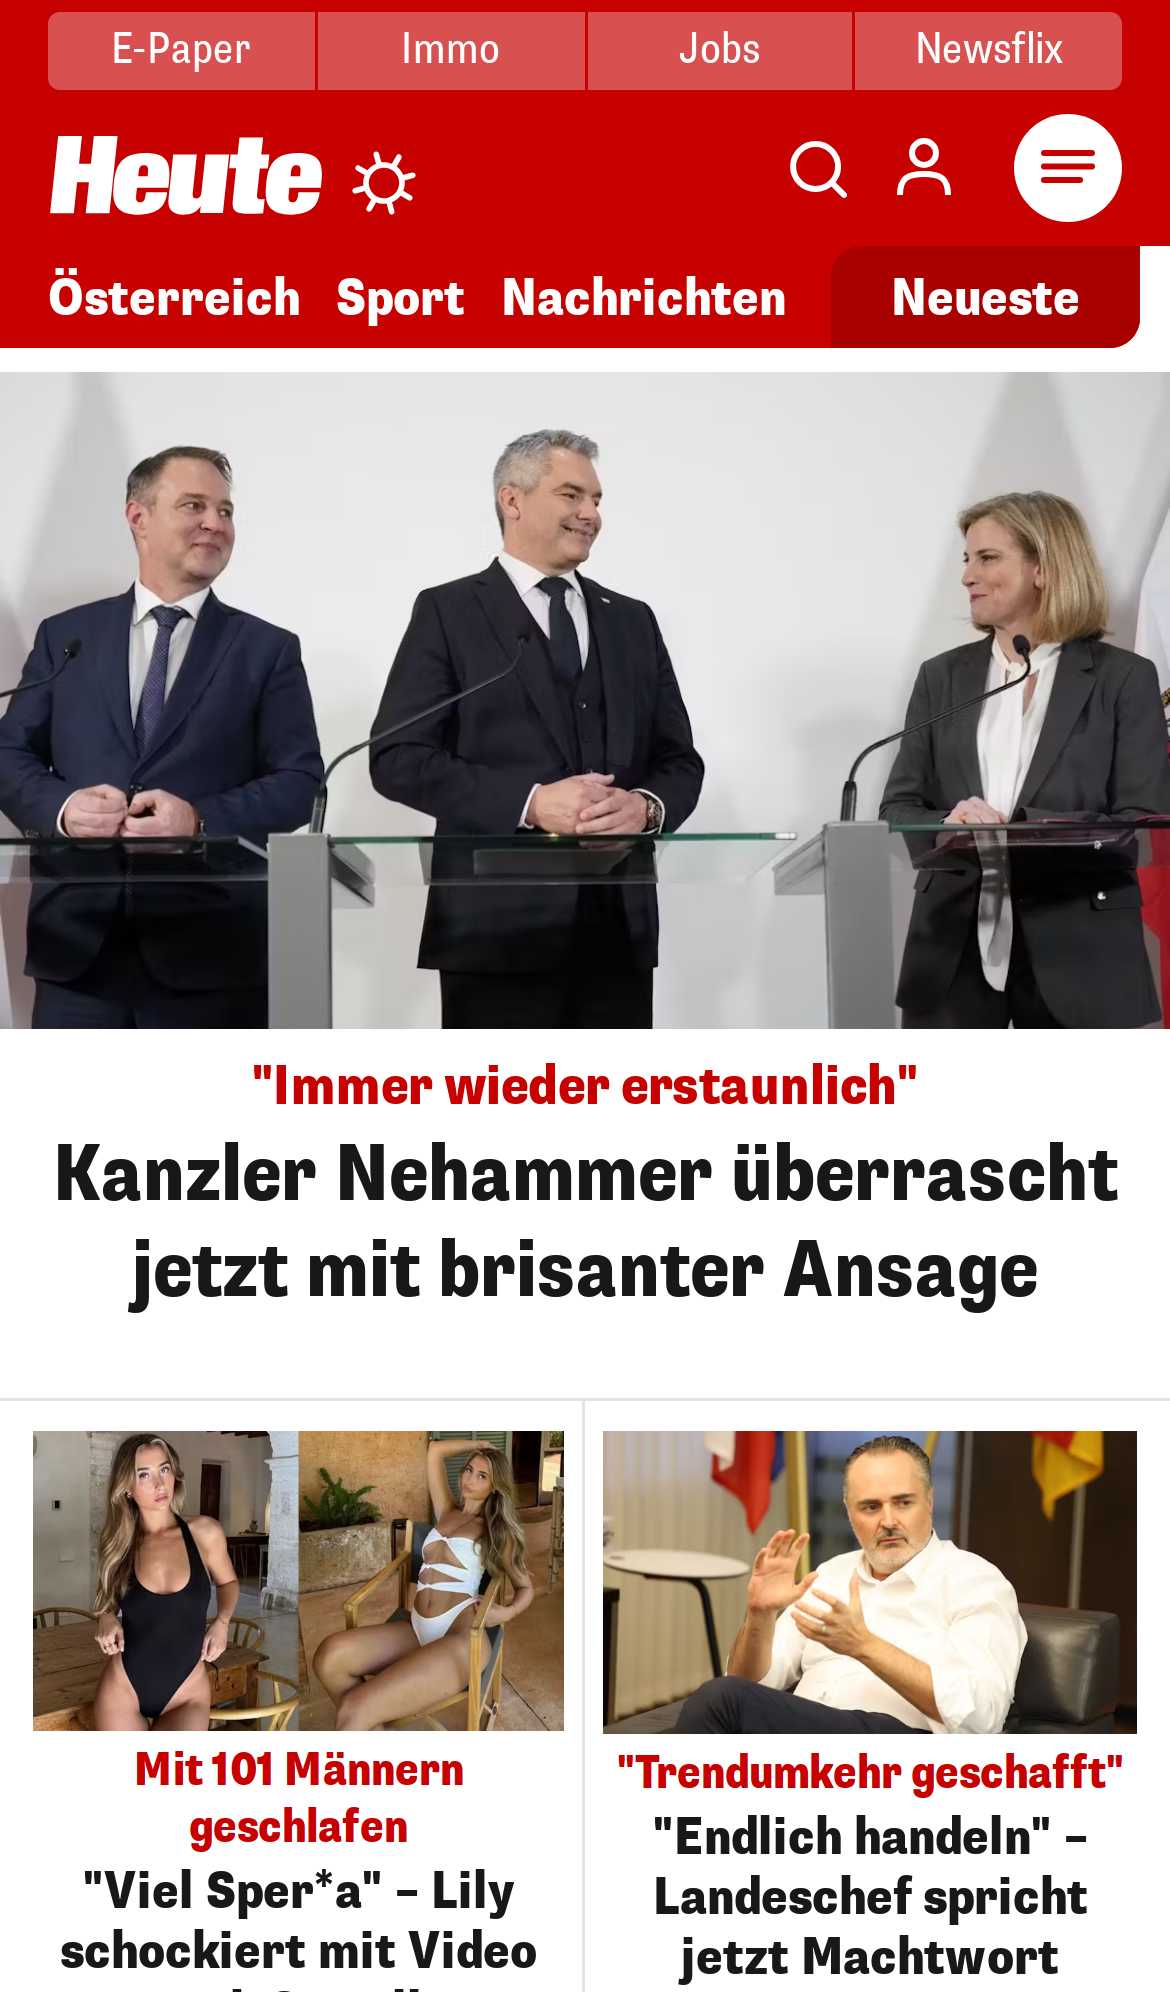 E-Paper
Immo
Jobs
Newsflix
Heute
Österreich
Sport
Nachrichten
Neueste
"Immer wieder erstaunlich"
Kanzler Nehammer überrascht
jetzt mit brisanter Ansage
Mit 101 Männern
geschlafen
"Viel Sper*a" – Lily
schockiert mit Video
"Trendumkehr geschafft"
"Endlich handeln" –
Landeschef spricht
jetzt Machtwort